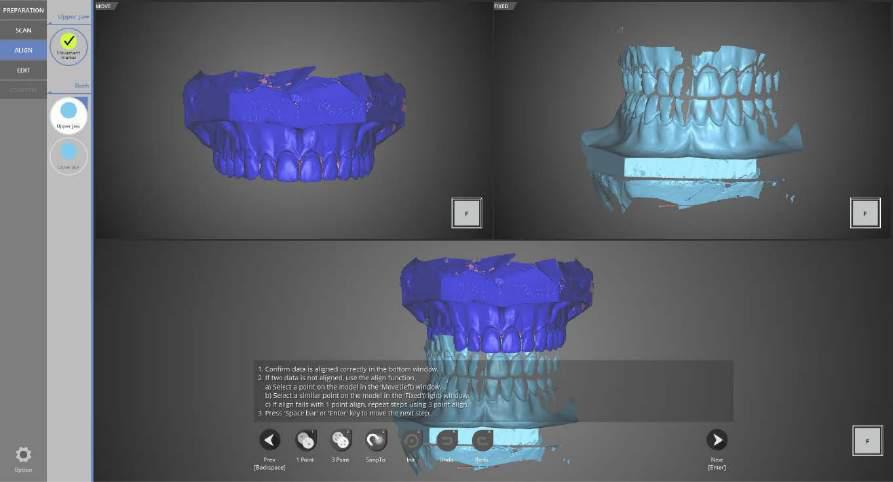 PREPARATION
SCAN
ALIGN
EDIT
Option
Upper jaw
Movement
marker
Both
Upper jaw
Lower jaw
MOVE
FIXED
F
F
F
1. Confirm data is aligned correctly in the bottom window.
2. If two data is not aligned, use the align function.
a) Select a point on the model in the 'Move'(left) window.
b) Select a similar point on the model in the 'Fixed'(right) window.
c) If align fails with 1 point align, repeat steps using 3 point align.
3. Press 'Space bar' or 'Enter' key to move the next step.
Prev
[Backspace]
1 Point
3 Point
SnapTo
Init
Undo
Redo
Next
[Enter]